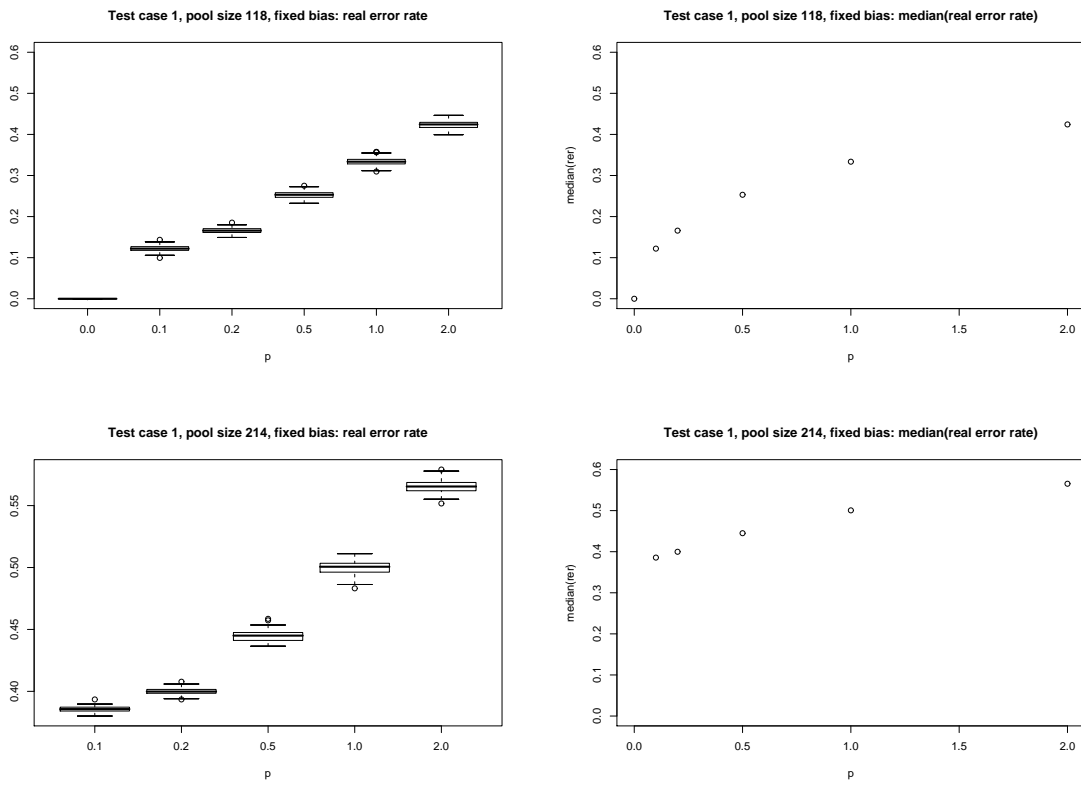 Test case 1, pool size 118, fixed bias: real error rate
0.6
0.5
0.4
0.3
0.2
0.1
0.0
0.0 0.1 0.2 0.5 1.0 2.0
p
Test case 1, pool size 118, fixed bias: median(real error rate)
median(rer)
0.6
0.5
0.4
0.3
0.2
0.1
0.0
0.0 0.5 1.0 1.5 2.0
p
Test case 1, pool size 214, fixed bias: real error rate
0.55
0.50
0.45
0.40
0.1 0.2 0.5 1.0 2.0
p
Test case 1, pool size 214, fixed bias: median(real error rate)
median(rer)
0.6
0.5
0.4
0.3
0.2
0.1
0.0
0.0 0.5 1.0 1.5 2.0
p